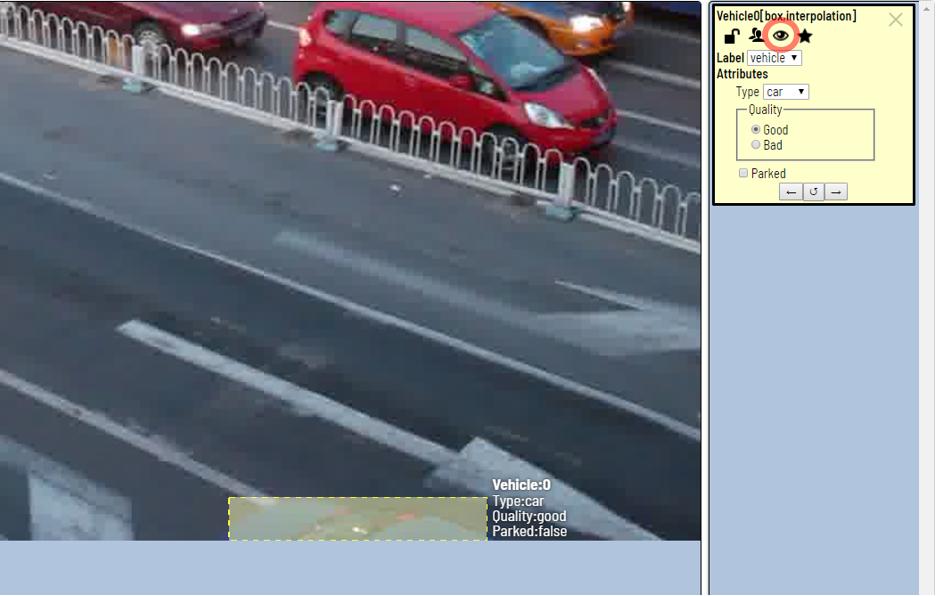 Vehicle0[box,interpolation]
Label vehicle
Attributes
Type car
Quality
Good
Bad
Parked
← ↺ →
Vehicle:0
Type:car
Quality:good
Parked:false